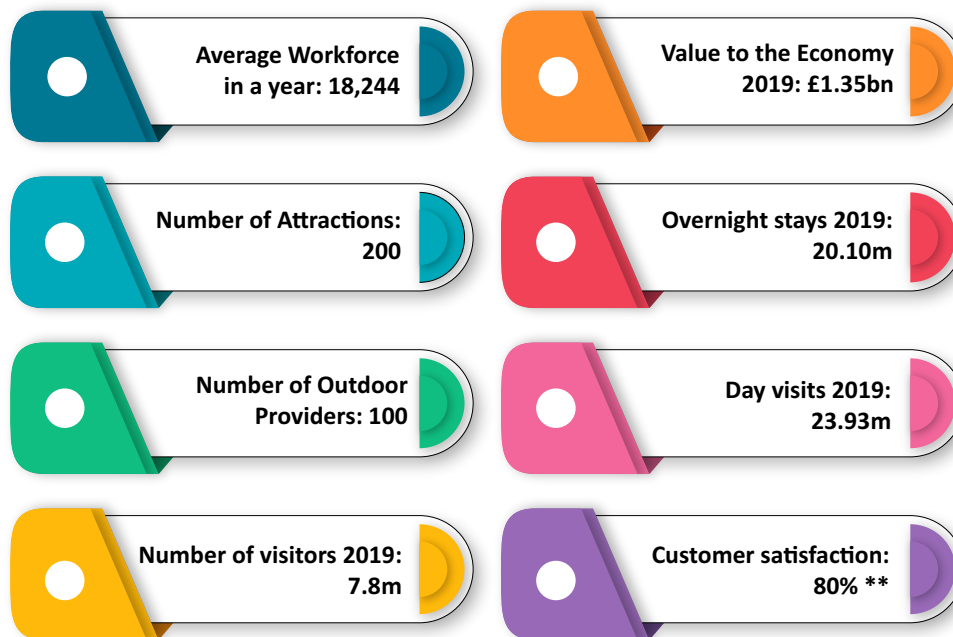 Average Workforce
in a year: 18,244
Value to the Economy
2019: £1.35bn
Number of Attractions:
200
Overnight stays 2019:
20.10m
Number of Outdoor
Providers: 100
Day visits 2019:
23.93m
Number of visitors 2019:
7.8m
Customer satisfaction:
80% **